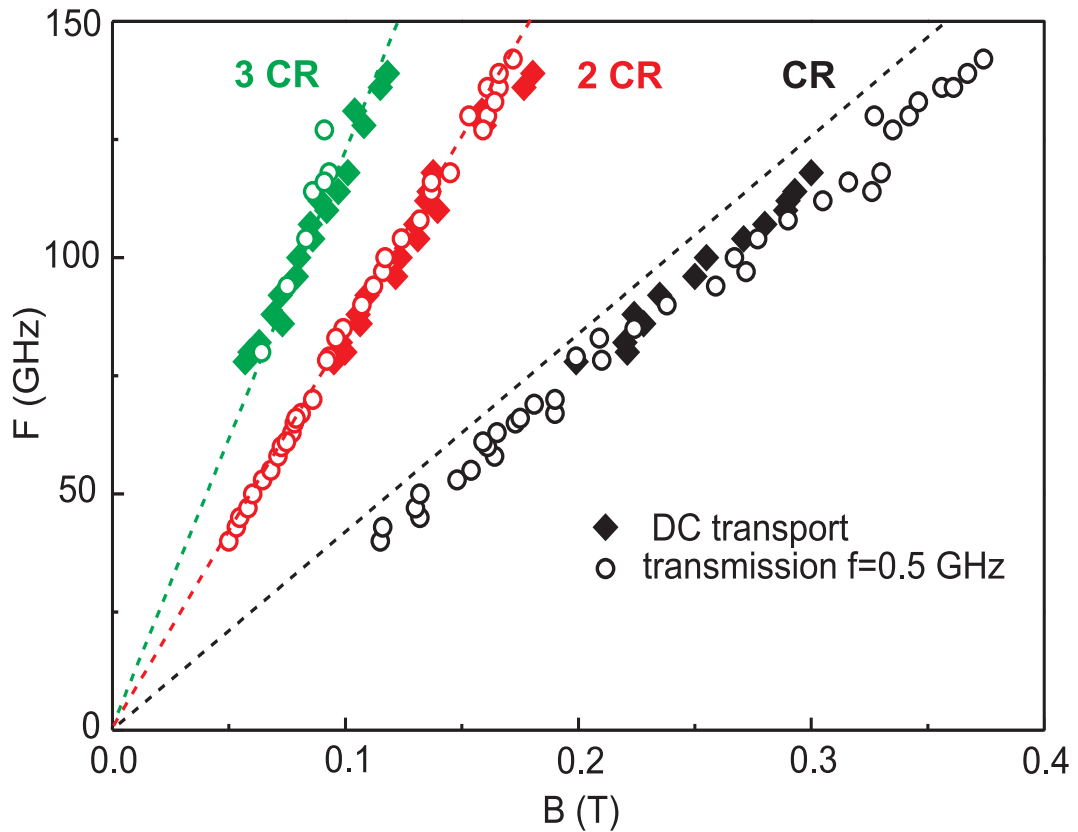 150
3 CR
2 CR
CR
100
F (GHz)
50
DC transport
transmission f=0.5 GHz
0
0.0
0.1
0.2
0.3
0.4
B (T)